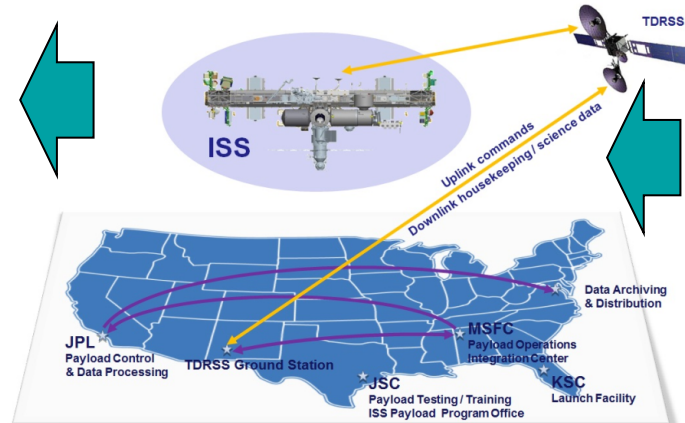 TDRSS
ISS
Uplink commands
Downlink housekeeping / science data
Data Archiving
& Distribution
MSFC
Payload Operations
Integration Center
JPL
Payload Control
& Data Processing
TDRSS Ground Station
JSC
Payload Testing / Training
ISS Payload Program Office
KSC
Launch Facility